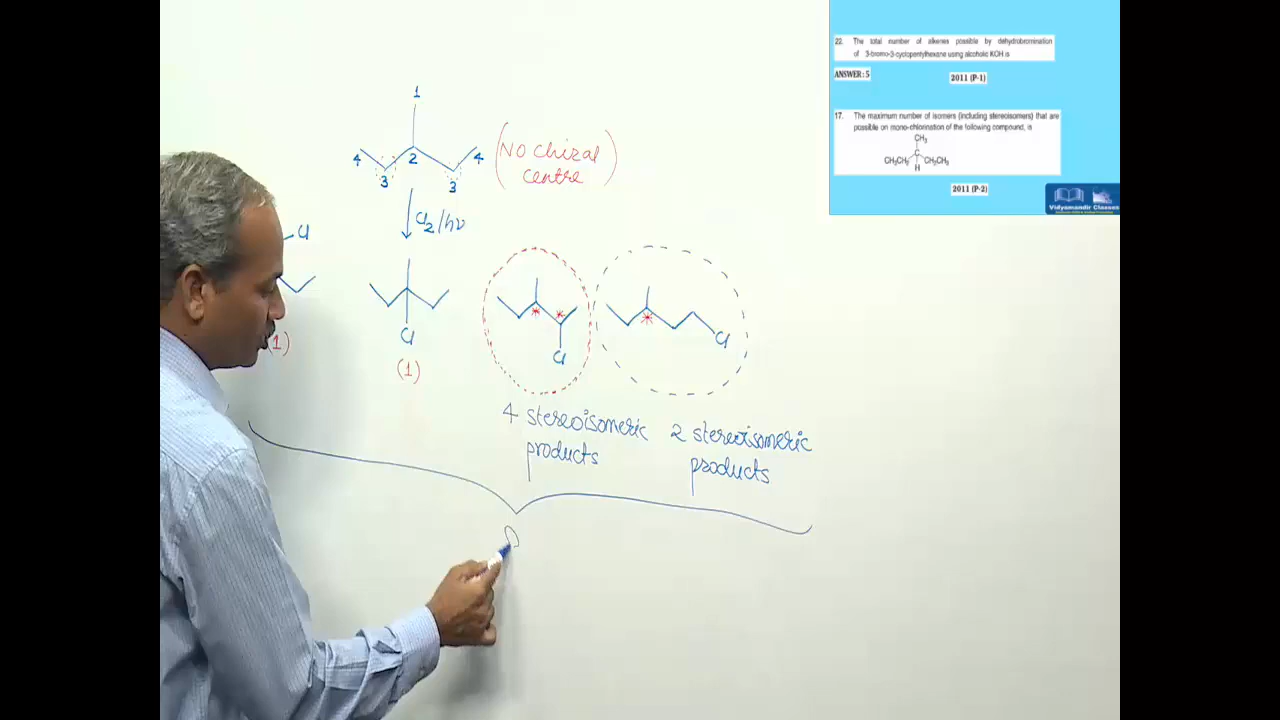 22. The total number of alkenes possible by dehydrobromination
of 3-bromo-3-cyclopentylhexane using alcoholic KOH is
ANSWER: 5
2011 (P-1)
17. The maximum number of isomers (including stereoisomers) that are
possible on mono-chlorination of the following compound, is
CH3
CH3CH2 C CH2CH3
H
2011 (P-2)
Vidyamandir Classes
1
4 3 2 3 4
(No chiral
centre)
Cl2/hν
Cl
(1)
Cl
(1)
Cl
Cl
4 stereoisomeric
products
2 stereoisomeric
products